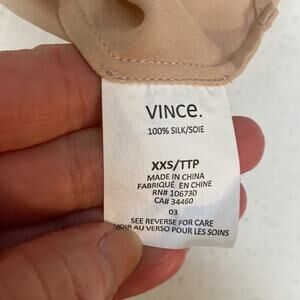 VINCE.
100% SILK/SOIE
XXS/TTP
MADE IN CHINA
FABRIQUÉ EN CHINE
RN# 106730
CA# 34460
03
SEE REVERSE FOR CARE
VOIR AU VERSO POUR LES SOINS